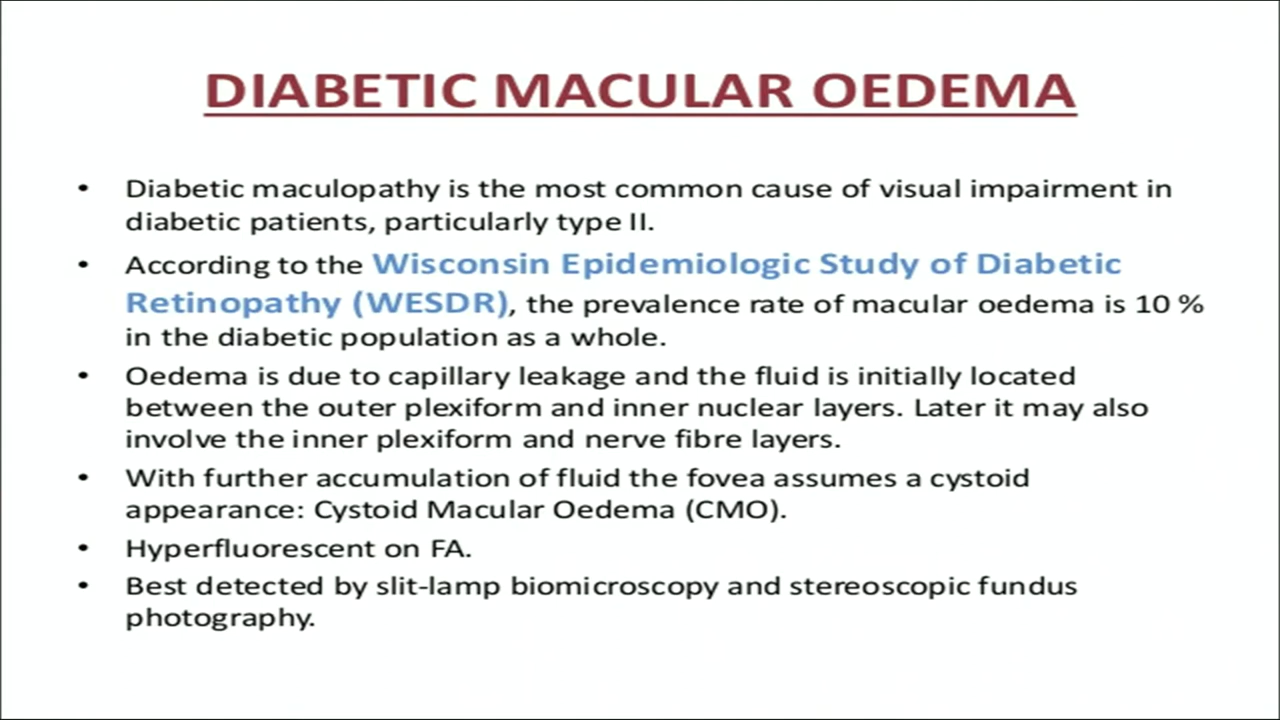 DIABETIC MACULAR OEDEMA
• Diabetic maculopathy is the most common cause of visual impairment in
diabetic patients, particularly type II.
• According to the Wisconsin Epidemiologic Study of Diabetic
Retinopathy (WESDR), the prevalence rate of macular oedema is 10 %
in the diabetic population as a whole.
• Oedema is due to capillary leakage and the fluid is initially located
between the outer plexiform and inner nuclear layers. Later it may also
involve the inner plexiform and nerve fibre layers.
• With further accumulation of fluid the fovea assumes a cystoid
appearance: Cystoid Macular Oedema (CMO).
• Hyperfluorescent on FA.
• Best detected by slit-lamp biomicroscopy and stereoscopic fundus
photography.